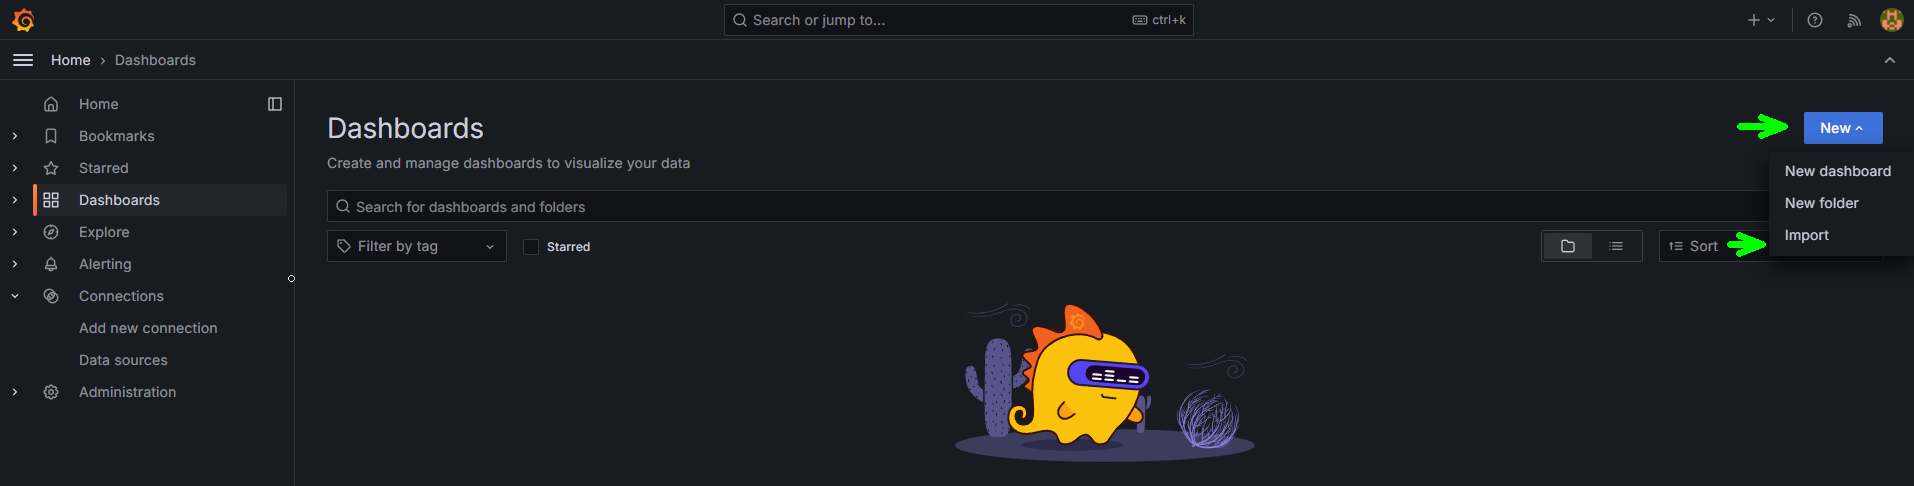 Search or jump to... ctrl+k
Home › Dashboards
Home
Bookmarks
Starred
Dashboards
Explore
Alerting
Connections
Add new connection
Data sources
Administration
Dashboards
Create and manage dashboards to visualize your data
New
New dashboard
New folder
Import
Search for dashboards and folders
Filter by tag
Starred
Sort